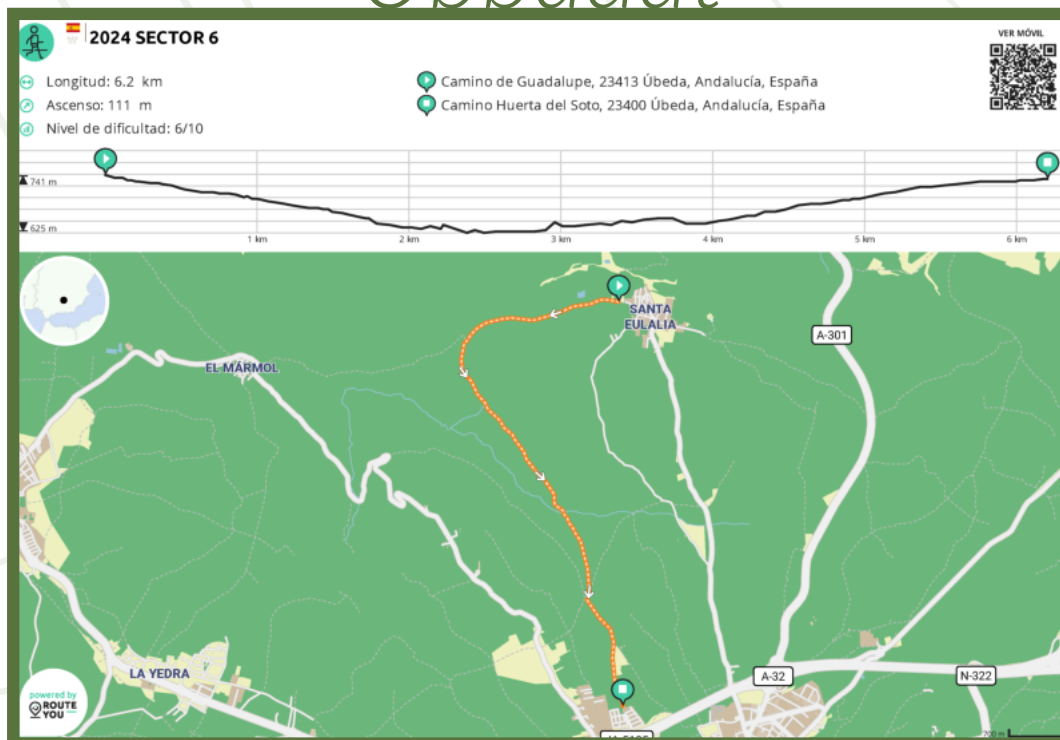 2024 SECTOR 6
VER MÓVIL
Longitud: 6.2 km
Ascenso: 111 m
Nivel de dificultad: 6/10
Camino de Guadalupe, 23413 Úbeda, Andalucía, España
Camino Huerta del Soto, 23400 Úbeda, Andalucía, España
741 m
625 m
1 km
2 km
3 km
4 km
5 km
6 km
SANTA
EULALIA
A-301
EL MÁRMOL
LA YEDRA
A-32
N-322
powered by
ROUTE
YOU
700 m